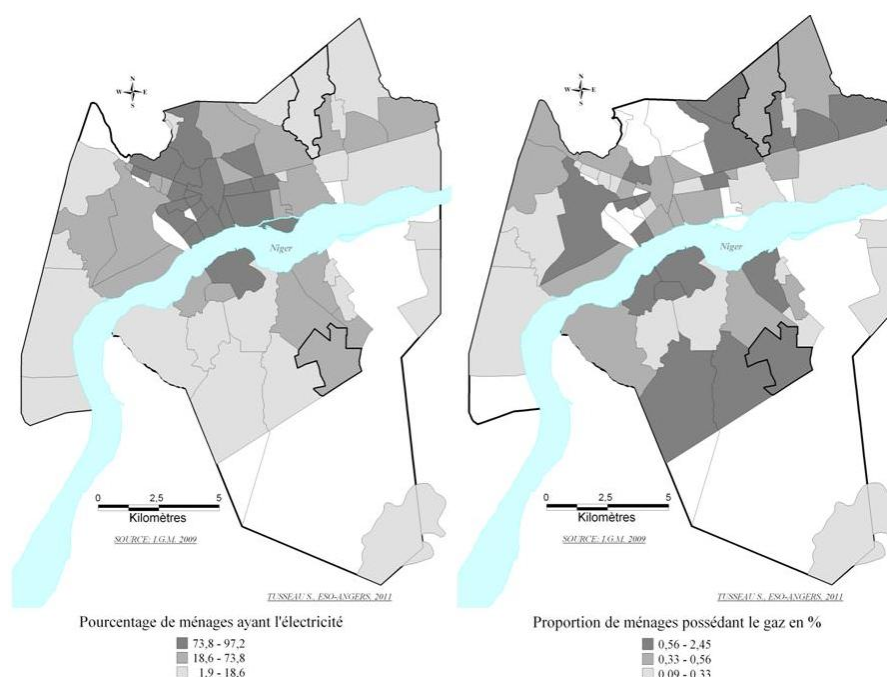 N
W E
S
Niger
0 2,5 5
Kilomètres
SOURCE: I.G.M. 2009
TUSSEAU S., ESO-ANGERS, 2011
Pourcentage de ménages ayant l'électricité
73,8 - 97,2
18,6 - 73,8
1,9 - 18,6
N
W E
S
Niger
0 2,5 5
Kilomètres
SOURCE: I.G.M. 2009
TUSSEAU S., ESO-ANGERS, 2011
Proportion de ménages possédant le gaz en %
0,56 - 2,45
0,33 - 0,56
0,09 - 0,33